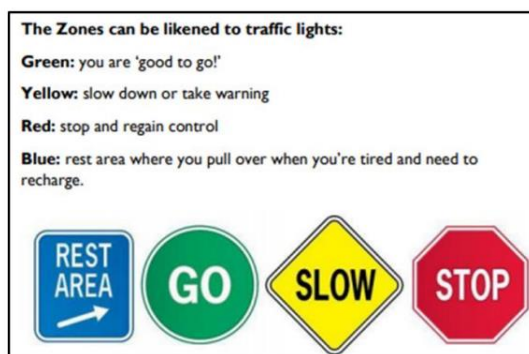 The Zones can be likened to traffic lights:
Green: you are ‘good to go!’
Yellow: slow down or take warning
Red: stop and regain control
Blue: rest area where you pull over when you’re tired and need to
recharge.
REST
AREA
GO
SLOW
STOP